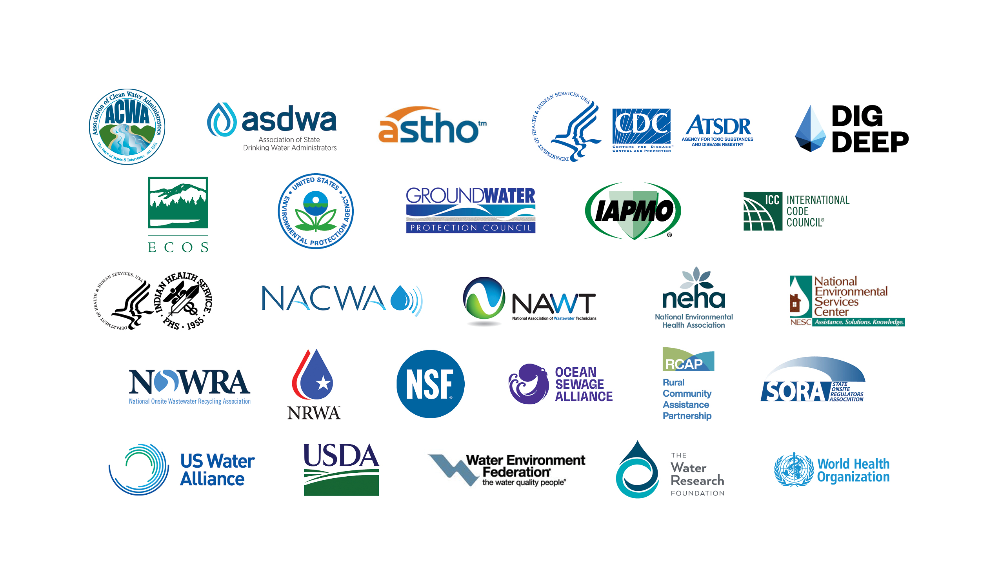 Association of Clean Water Administrators
ACWA
The Voice of States & Interstates est. 1961
asdwa
Association of State
Drinking Water Administrators
astho™
DEPARTMENT OF HEALTH & HUMAN SERVICES·USA
CDC
CENTERS FOR DISEASE™
CONTROL AND PREVENTION
ATSDR
AGENCY FOR TOXIC SUBSTANCES
AND DISEASE REGISTRY
DIG
DEEP
ECOS
• UNITED STATES •
ENVIRONMENTAL PROTECTION AGENCY
GROUNDWATER
PROTECTION COUNCIL
IAPMO
®
ICC
INTERNATIONAL
CODE
COUNCIL®
DEPARTMENT OF HEALTH & HUMAN SERVICES, USA
INDIAN HEALTH SERVICE
· PHS · 1955 ·
NACWA
NAWT
National Association of Wastewater Technicians
neha
National Environmental
Health Association
National
Environmental
Services
Center
NESC Assistance. Solutions. Knowledge.
NOWRA
National Onsite Wastewater Recycling Association
NRWA™
NSF®
OCEAN
SEWAGE
ALLIANCE
RCAP
Rural
Community
Assistance
Partnership
SORA
STATE
ONSITE
REGULATORS
ASSOCIATION
US Water
Alliance
USDA
Water Environment
Federation®
the water quality people®
THE
Water
Research
FOUNDATION
World Health
Organization